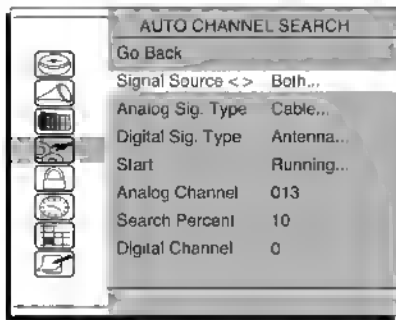 AUTO CHANNEL SEARCH
Go Back
Signal Source < > Both...
Analog Sig. Type Cable...
Digital Sig. Type Antenna...
Start Running...
Analog Channel 013
Search Percent 10
Digital Channel 0